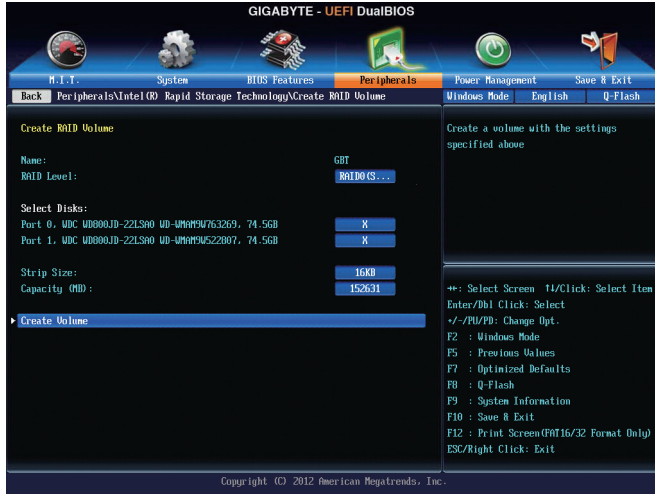 GIGABYTE - UEFI DualBIOS
M.I.T.
System
BIOS Features
Peripherals
Power Management
Save & Exit
Back Peripherals\Intel(R) Rapid Storage Technology\Create RAID Volume
Windows Mode English Q-Flash
Create RAID Volume
Name: GBT
RAID Level: RAID0(S...
Select Disks:
Port 0, WDC WD800JD-22LSA0 WD-WMAM9W763269, 74.5GB X
Port 1, WDC WD800JD-22LSA0 WD-WMAM9W522807, 74.5GB X
Strip Size: 16KB
Capacity (MB): 152631
Create Volume
Create a volume with the settings
specified above
→←: Select Screen ↑↓/Click: Select Item
Enter/Dbl Click: Select
+/-/PU/PD: Change Opt.
F2 : Windows Mode
F5 : Previous Values
F7 : Optimized Defaults
F8 : Q-Flash
F9 : System Information
F10 : Save & Exit
F12 : Print Screen(FAT16/32 Format Only)
ESC/Right Click: Exit
Copyright (C) 2012 American Megatrends, Inc.